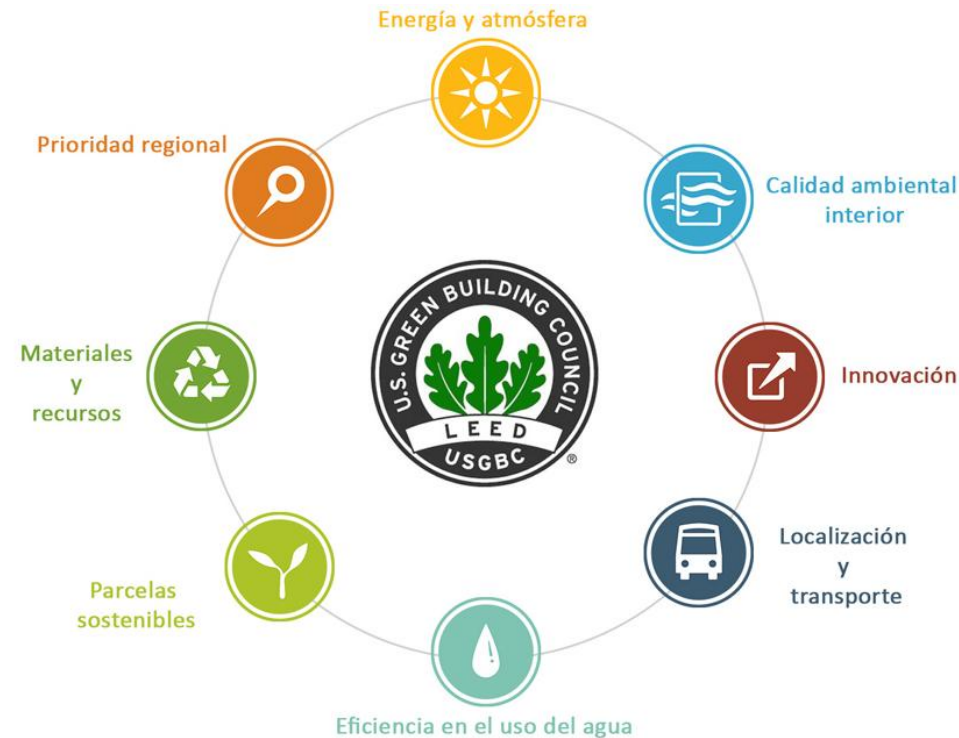 Energía y atmósfera
Prioridad regional
Calidad ambiental
interior
U.S. GREEN BUILDING COUNCIL
LEED
USGBC
®
Materiales
y
recursos
Innovación
Localización
y
transporte
Parcelas
sostenibles
Eficiencia en el uso del agua